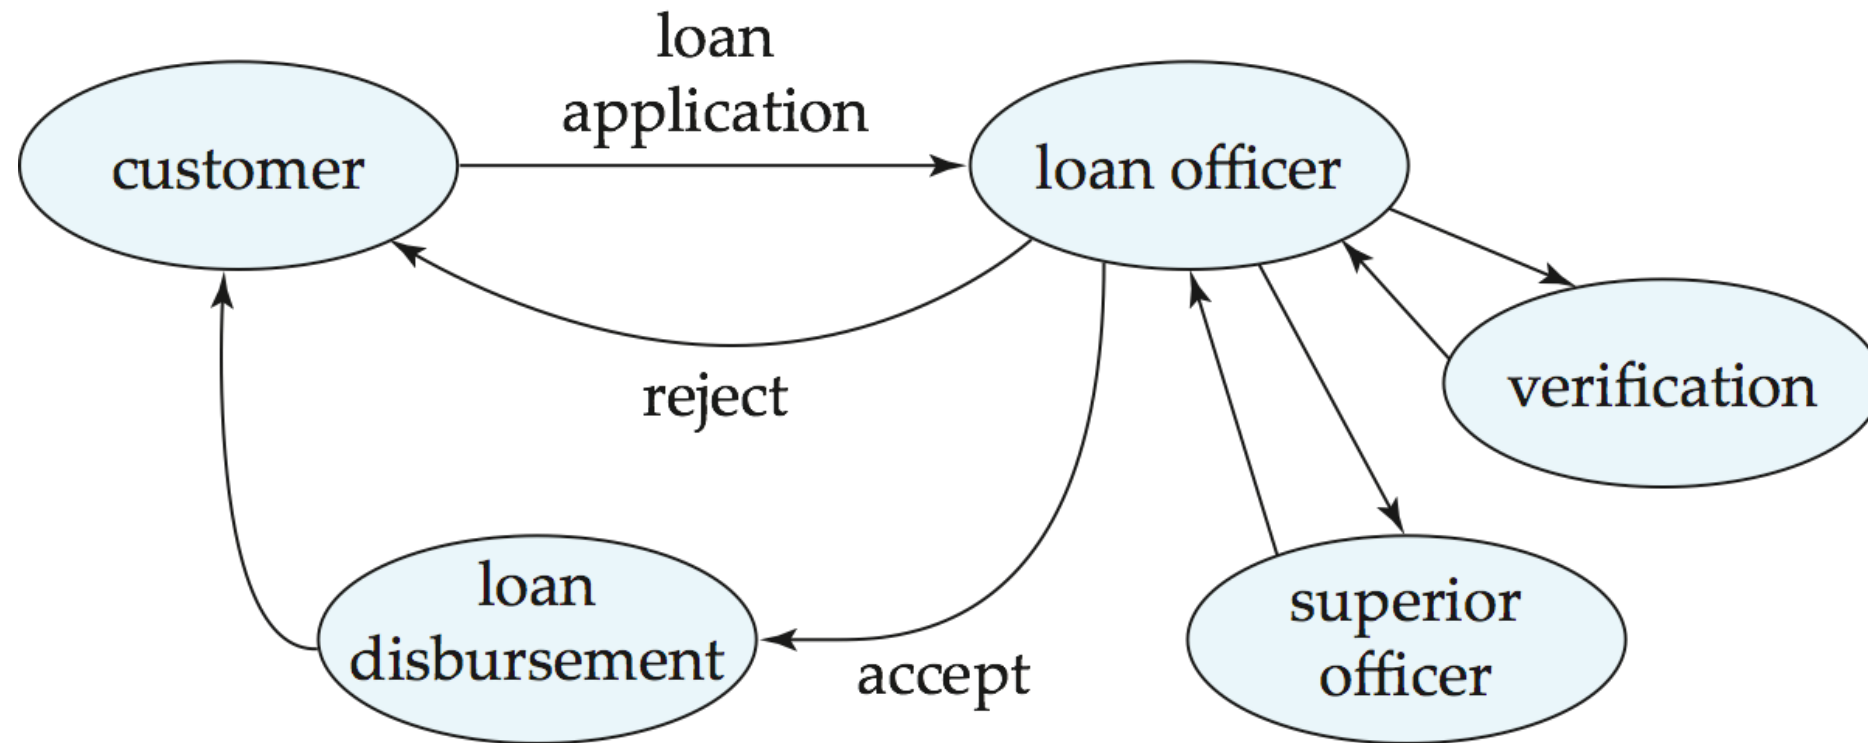 loan
application
customer
loan officer
reject
verification
loan
disbursement
accept
superior
officer